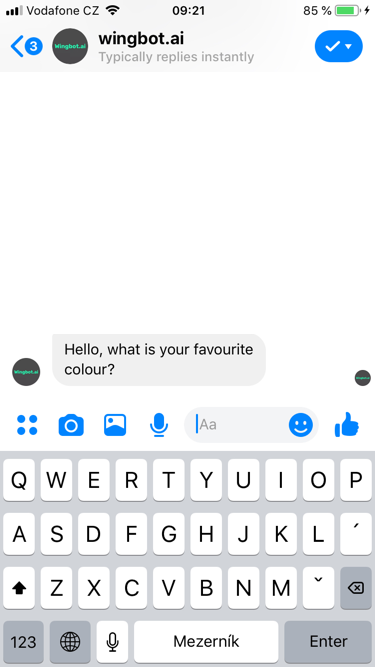 Vodafone CZ 09:21 85 %
3 Wingbot.ai wingbot.ai
Typically replies instantly
Hello, what is your favourite
colour?
Wingbot.ai
Aa
Q W E R T Y U I O P
A S D F G H J K L ´
Z X C V B N M ˇ
123 Mezerník Enter